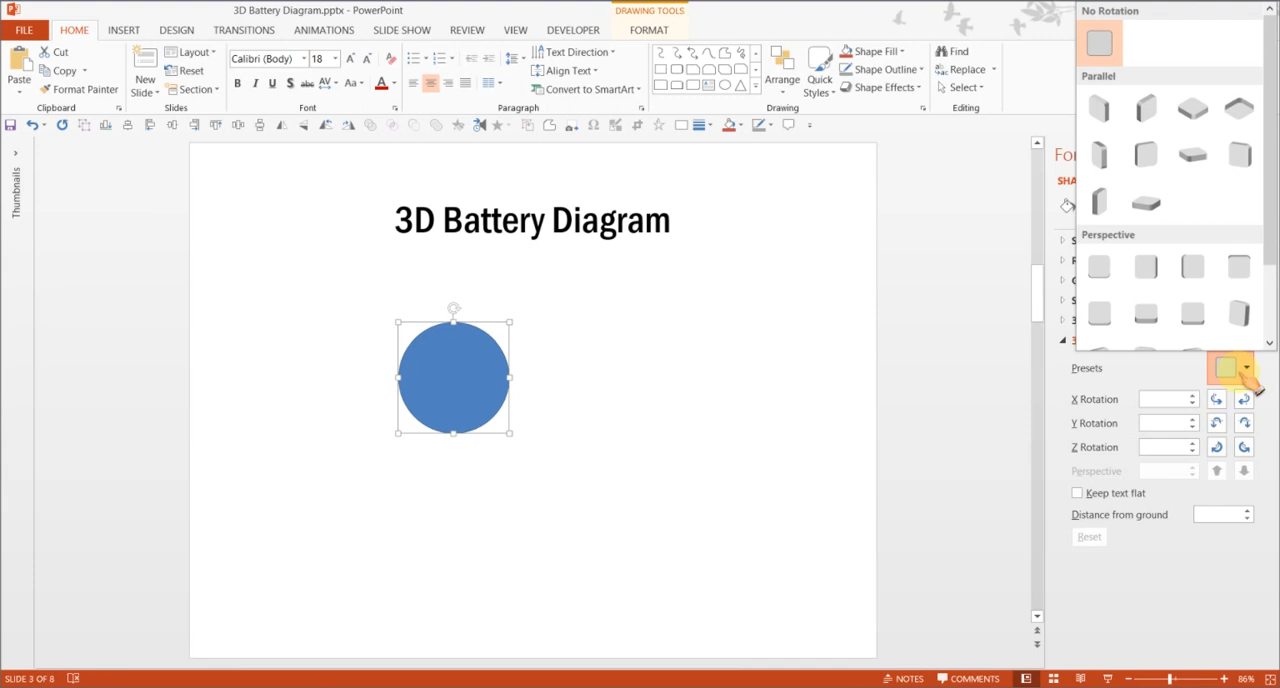 3D Battery Diagram.pptx - PowerPoint
DRAWING TOOLS
FILE HOME INSERT DESIGN TRANSITIONS ANIMATIONS SLIDE SHOW REVIEW VIEW DEVELOPER FORMAT
Paste
Cut
Copy
Format Painter
Clipboard
New
Slide
Layout
Reset
Section
Slides
Calibri (Body) 18
B I U S abc AV Aa A
Font
Text Direction
Align Text
Convert to SmartArt
Paragraph
Arrange
Quick
Styles
Shape Fill
Shape Outline
Shape Effects
Drawing
Find
Replace
Select
Editing
Thumbnails
3D Battery Diagram
No Rotation
Parallel
Perspective
Presets
X Rotation
Y Rotation
Z Rotation
Perspective
Keep text flat
Distance from ground
Reset
SLIDE 3 OF 8
NOTES
COMMENTS
86%